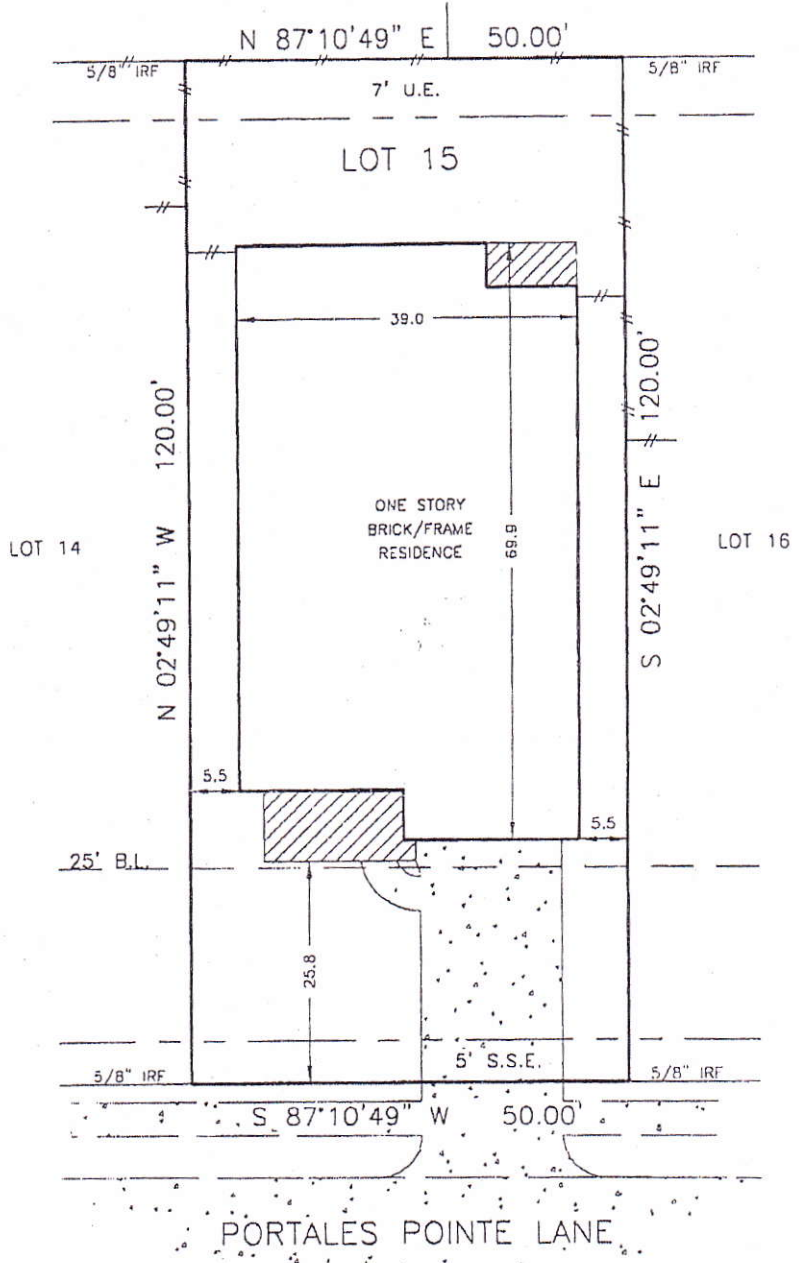 N 87°10'49" E 50.00'
5/8" IRF
5/8" IRF
7' U.E.
LOT 15
39.0
N 02°49'11" W 120.00'
S 02°49'11" E 120.00'
ONE STORY
BRICK/FRAME
RESIDENCE
69.9
LOT 14
LOT 16
5.5
5.5
25' B.L.
25.8
5' S.S.E.
5/8" IRF
5/8" IRF
S 87°10'49" W 50.00'
PORTALES POINTE LANE